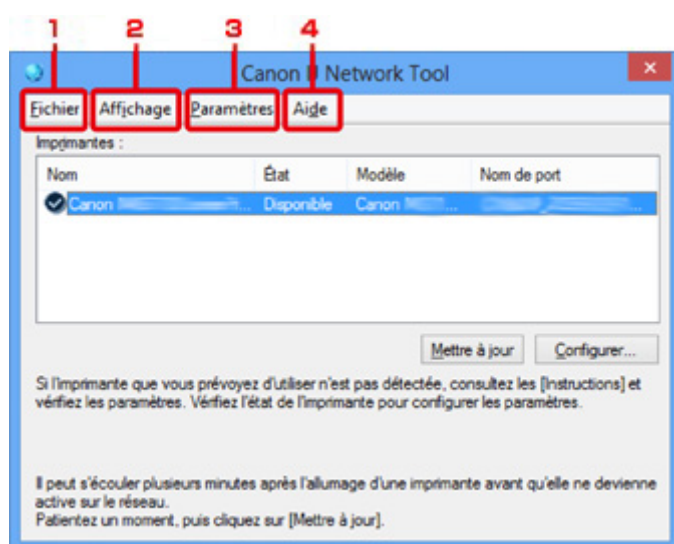 1 2 3 4
Canon IJ Network Tool
Fichier Affichage Paramètres Aide
Imprimantes :
Nom État Modèle Nom de port
Canon ... Disponible Canon ... ...
Mettre à jour Configurer...
Si l'imprimante que vous prévoyez d'utiliser n'est pas détectée, consultez les [Instructions] et
vérifiez les paramètres. Vérifiez l'état de l'imprimante pour configurer les paramètres.
Il peut s'écouler plusieurs minutes après l'allumage d'une imprimante avant qu'elle ne devienne
active sur le réseau.
Patientez un moment, puis cliquez sur [Mettre à jour].